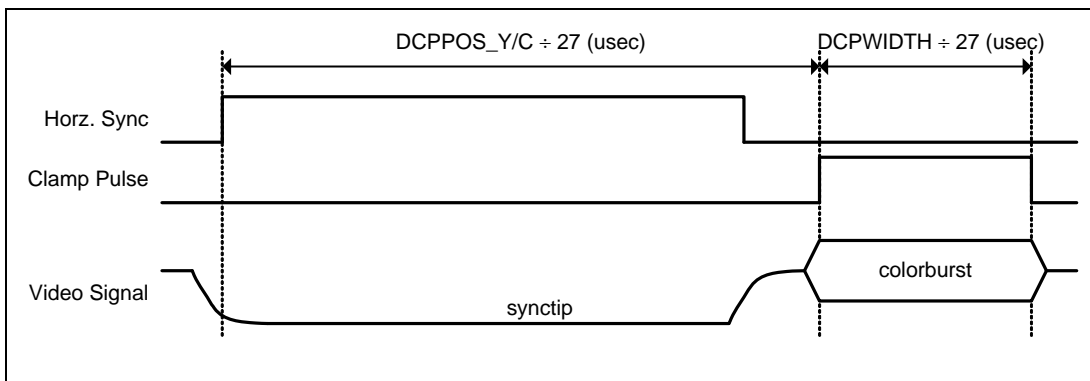 DCPPOS_Y/C ÷ 27 (usec)
DCPWIDTH ÷ 27 (usec)
Horz. Sync
Clamp Pulse
Video Signal
synctip
colorburst